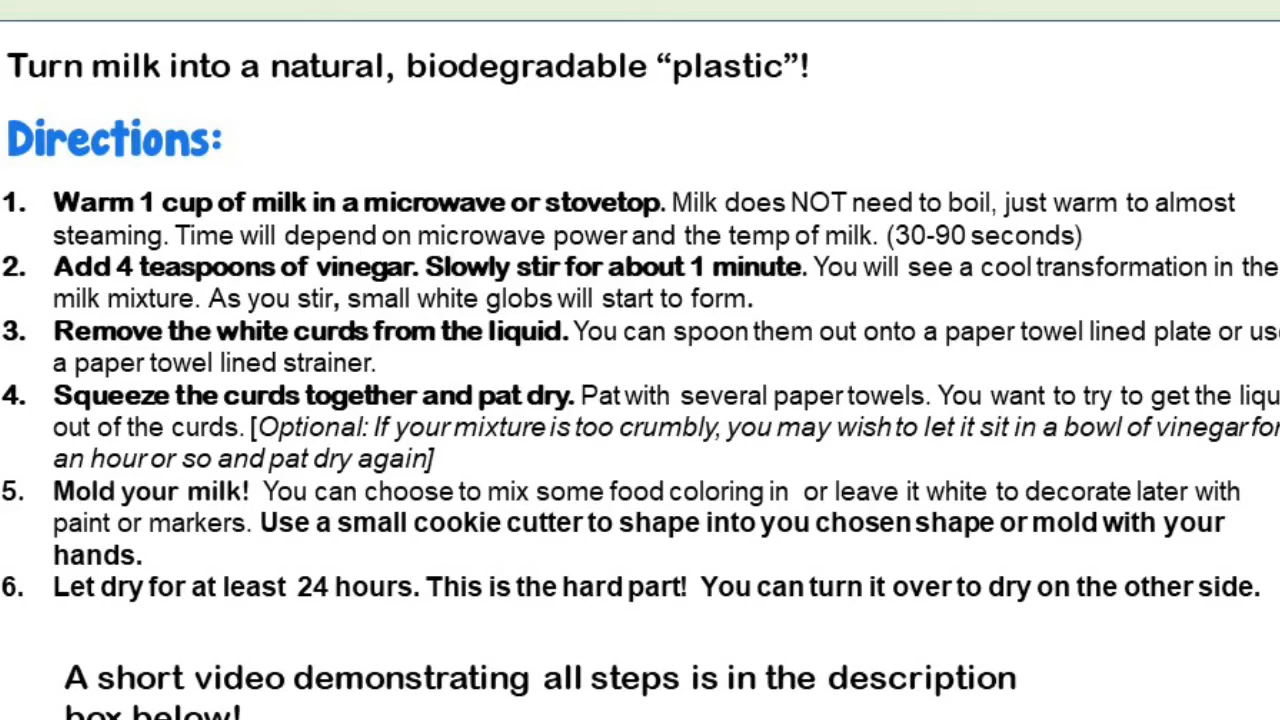 Turn milk into a natural, biodegradable “plastic”!
Directions:
1. Warm 1 cup of milk in a microwave or stovetop. Milk does NOT need to boil, just warm to almost
steaming. Time will depend on microwave power and the temp of milk. (30-90 seconds)
2. Add 4 teaspoons of vinegar. Slowly stir for about 1 minute. You will see a cool transformation in the
milk mixture. As you stir, small white globs will start to form.
3. Remove the white curds from the liquid. You can spoon them out onto a paper towel lined plate or use
a paper towel lined strainer.
4. Squeeze the curds together and pat dry. Pat with several paper towels. You want to try to get the liqu
out of the curds. [Optional: If your mixture is too crumbly, you may wish to let it sit in a bowl of vinegar for
an hour or so and pat dry again]
5. Mold your milk! You can choose to mix some food coloring in or leave it white to decorate later with
paint or markers. Use a small cookie cutter to shape into you chosen shape or mold with your
hands.
6. Let dry for at least 24 hours. This is the hard part! You can turn it over to dry on the other side.
A short video demonstrating all steps is in the description
box below!